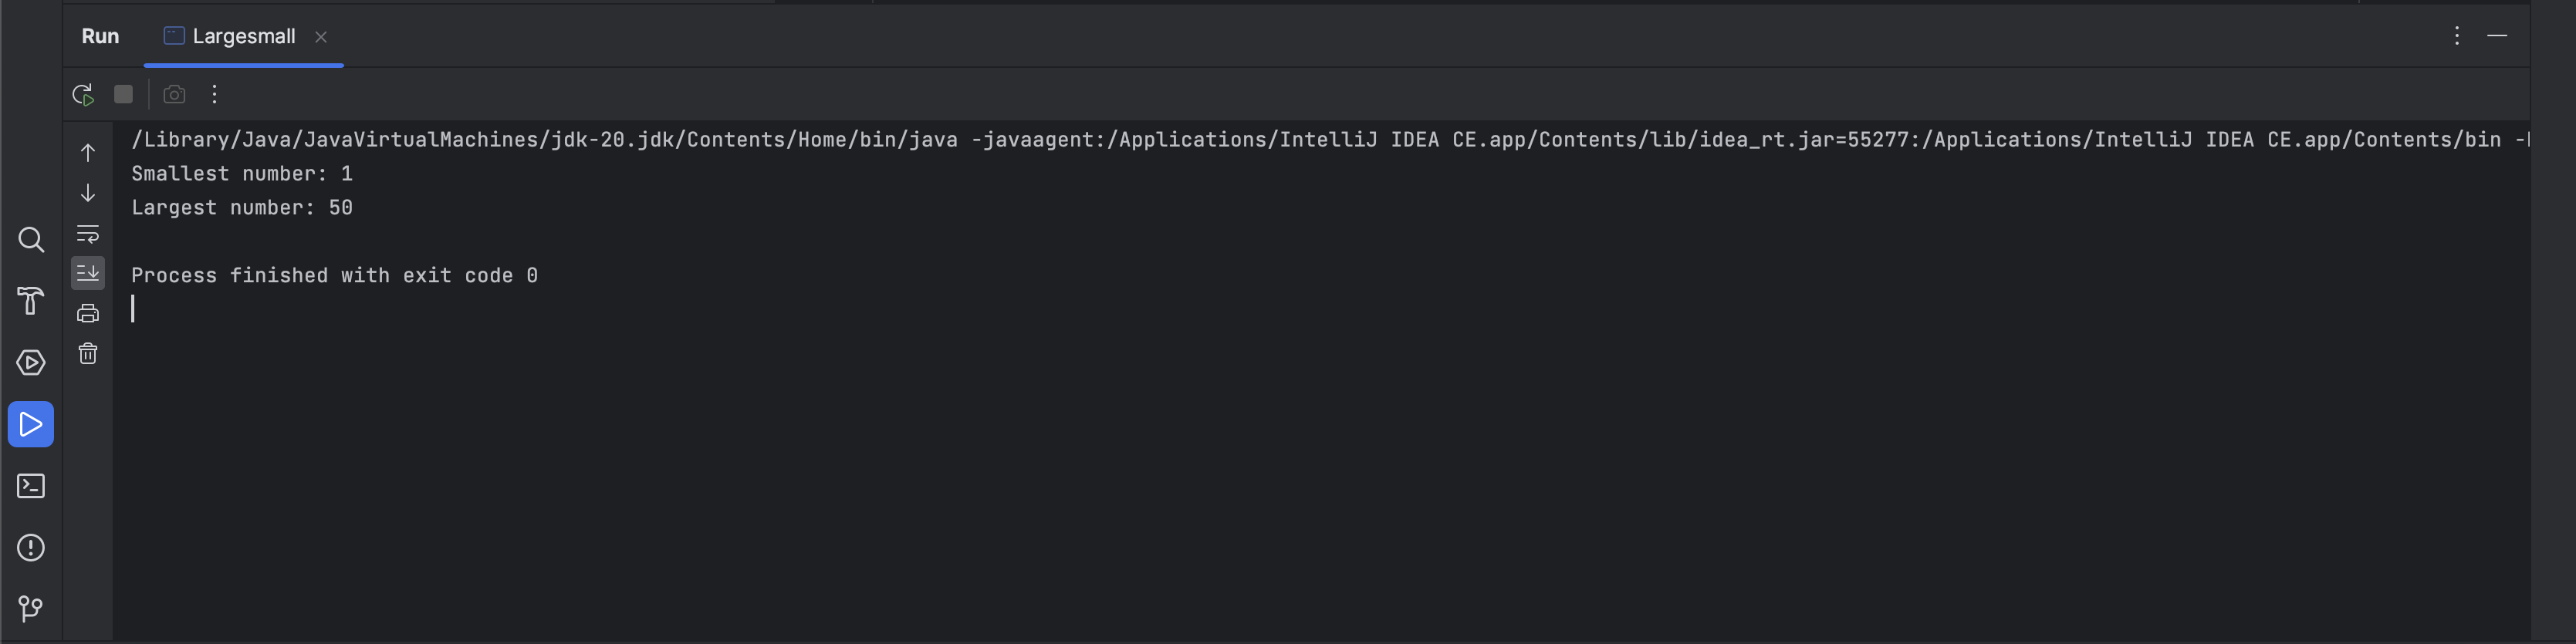 Run Largesmall
/Library/Java/JavaVirtualMachines/jdk-20.jdk/Contents/Home/bin/java -javaagent:/Applications/IntelliJ IDEA CE.app/Contents/lib/idea_rt.jar=55277:/Applications/IntelliJ IDEA CE.app/Contents/bin
Smallest number: 1
Largest number: 50
Process finished with exit code 0